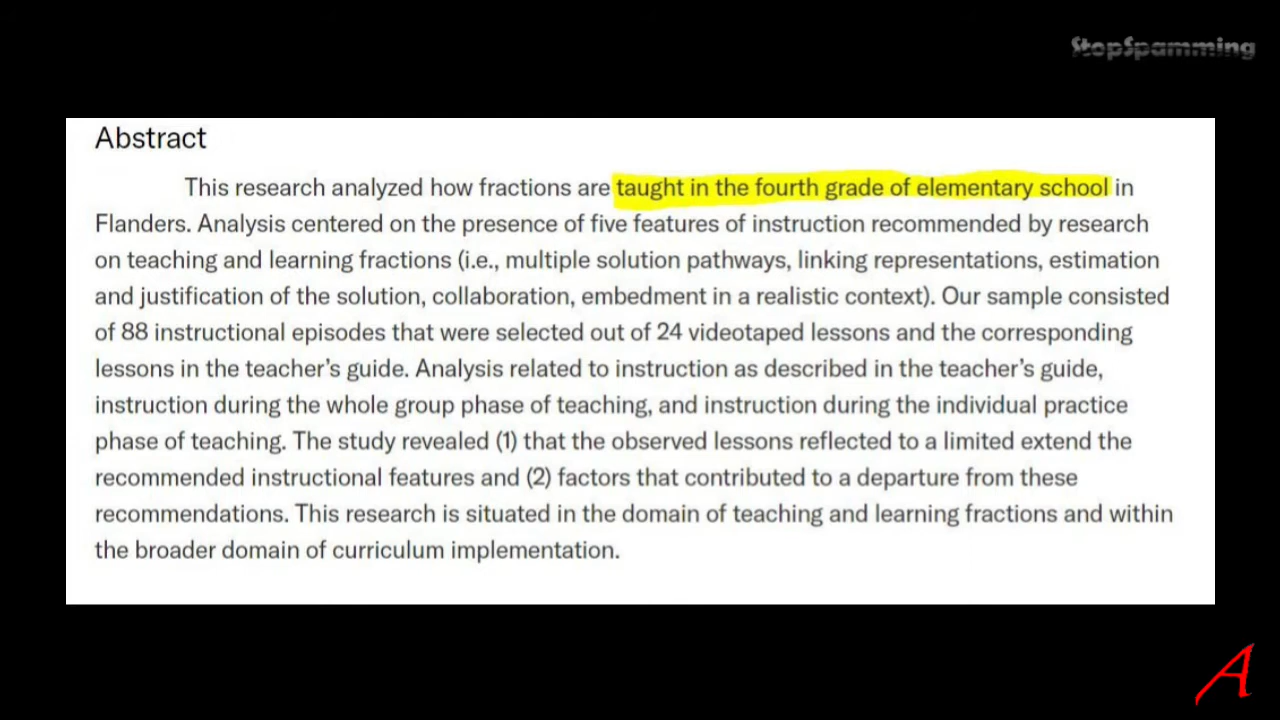 StopSpamming
Abstract
This research analyzed how fractions are taught in the fourth grade of elementary school in
Flanders. Analysis centered on the presence of five features of instruction recommended by research
on teaching and learning fractions (i.e., multiple solution pathways, linking representations, estimation
and justification of the solution, collaboration, embedment in a realistic context). Our sample consisted
of 88 instructional episodes that were selected out of 24 videotaped lessons and the corresponding
lessons in the teacher’s guide. Analysis related to instruction as described in the teacher’s guide,
instruction during the whole group phase of teaching, and instruction during the individual practice
phase of teaching. The study revealed (1) that the observed lessons reflected to a limited extend the
recommended instructional features and (2) factors that contributed to a departure from these
recommendations. This research is situated in the domain of teaching and learning fractions and within
the broader domain of curriculum implementation.
A